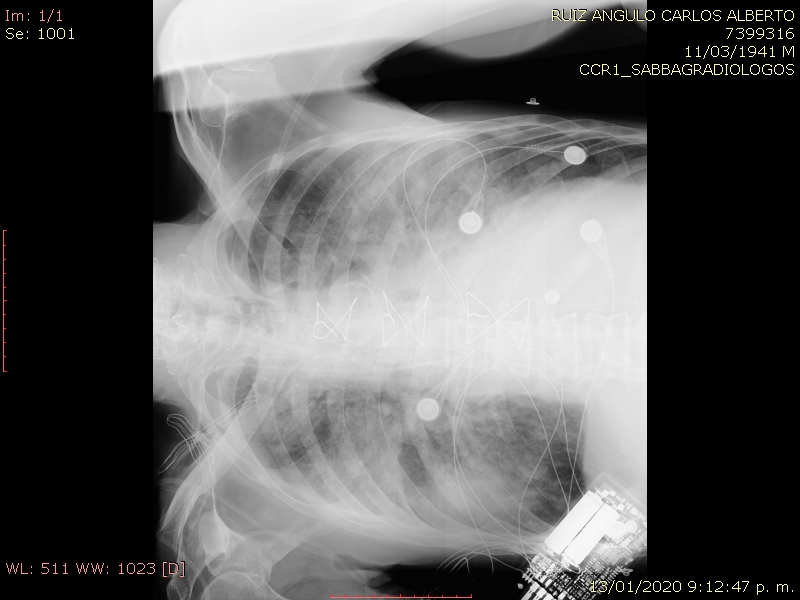 Im: 1/1
Se: 1001
RUIZ ANGULO CARLOS ALBERTO
7399316
11/03/1941 M
CCR1_SABBAGRADIOLOGOS
WL: 511 WW: 1023 [D]
13/01/2020 9:12:47 p. m.